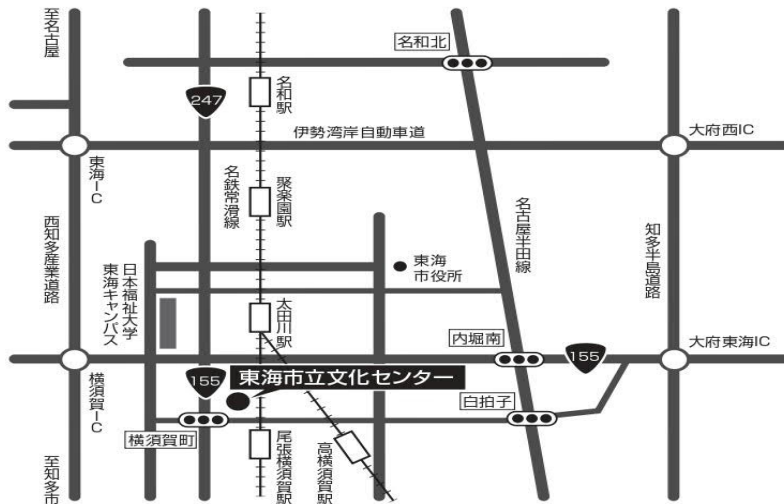 至名古屋
名和北
247
名和駅
伊勢湾岸自動車道
大府西IC
東海IC
名鉄常滑線
聚楽園駅
名古屋半田線
西知多産業道路
知多半島道路
日本福祉大学
東海キャンパス
東海
市役所
太田川駅
内堀南
155
大府東海IC
横須賀IC
155
東海市立文化センター
白拍子
横須賀町
尾張横須賀駅
高横須賀駅
至知多市